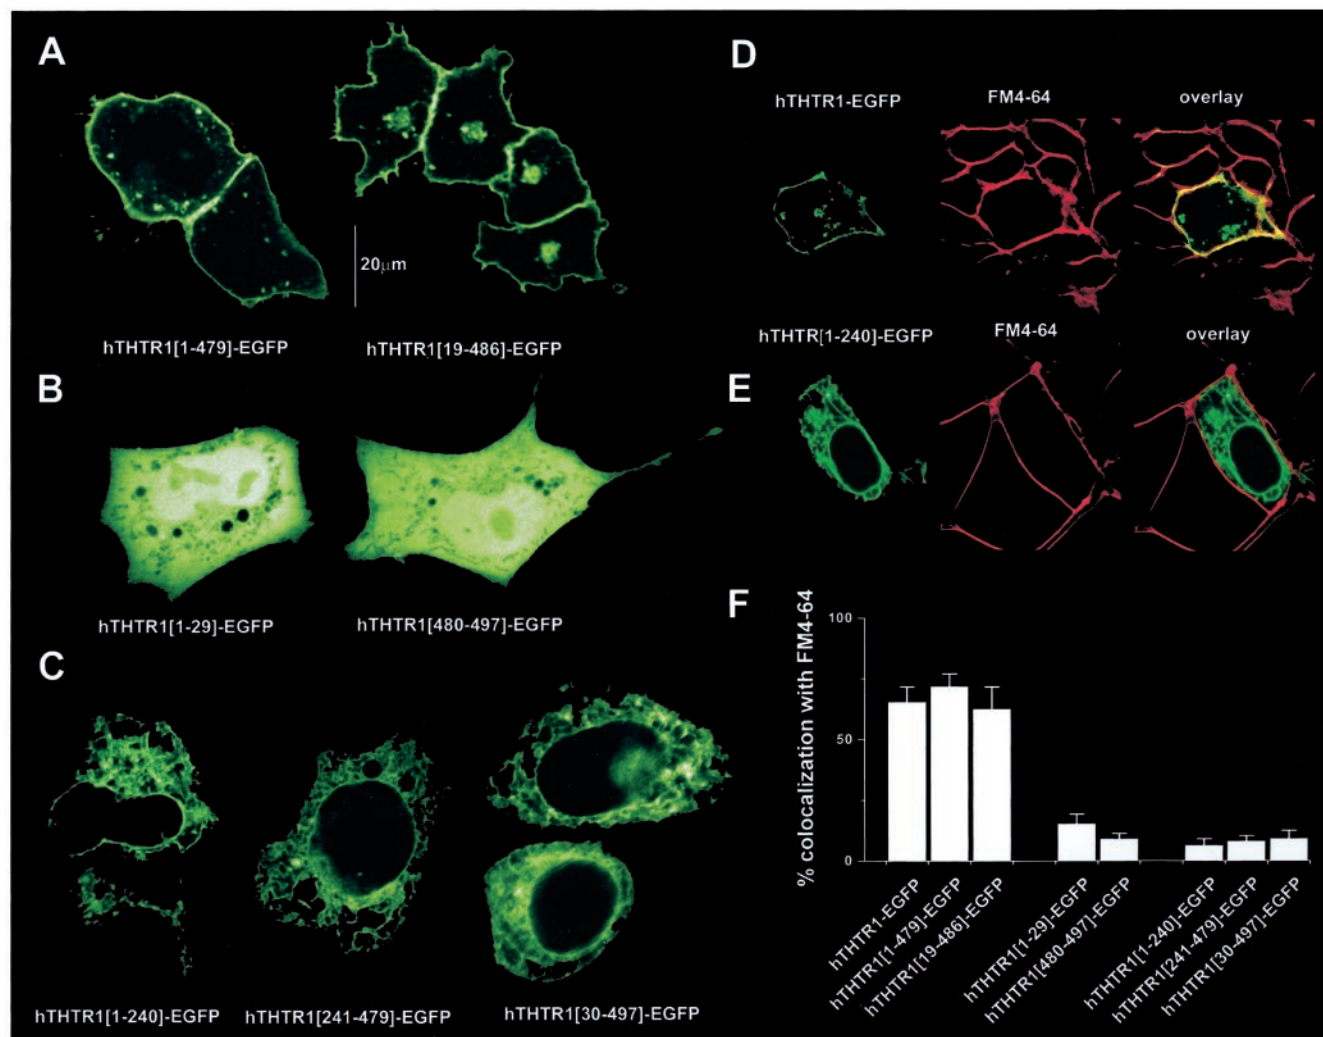 A
20µm
hTHTR1[1-479]-EGFP
hTHTR1[19-486]-EGFP
B
hTHTR1[1-29]-EGFP
hTHTR1[480-497]-EGFP
C
hTHTR1[1-240]-EGFP
hTHTR1[241-479]-EGFP
hTHTR1[30-497]-EGFP
D
hTHTR1-EGFP
FM4-64
overlay
hTHTR[1-240]-EGFP
FM4-64
overlay
E
F
% colocalization with FM4-64
100
50
0
hTHTR1-EGFP
hTHTR1[1-479]-EGFP
hTHTR1[19-486]-EGFP
hTHTR1[1-29]-EGFP
hTHTR1[480-497]-EGFP
hTHTR1[1-240]-EGFP
hTHTR1[241-479]-EGFP
hTHTR1[30-497]-EGFP